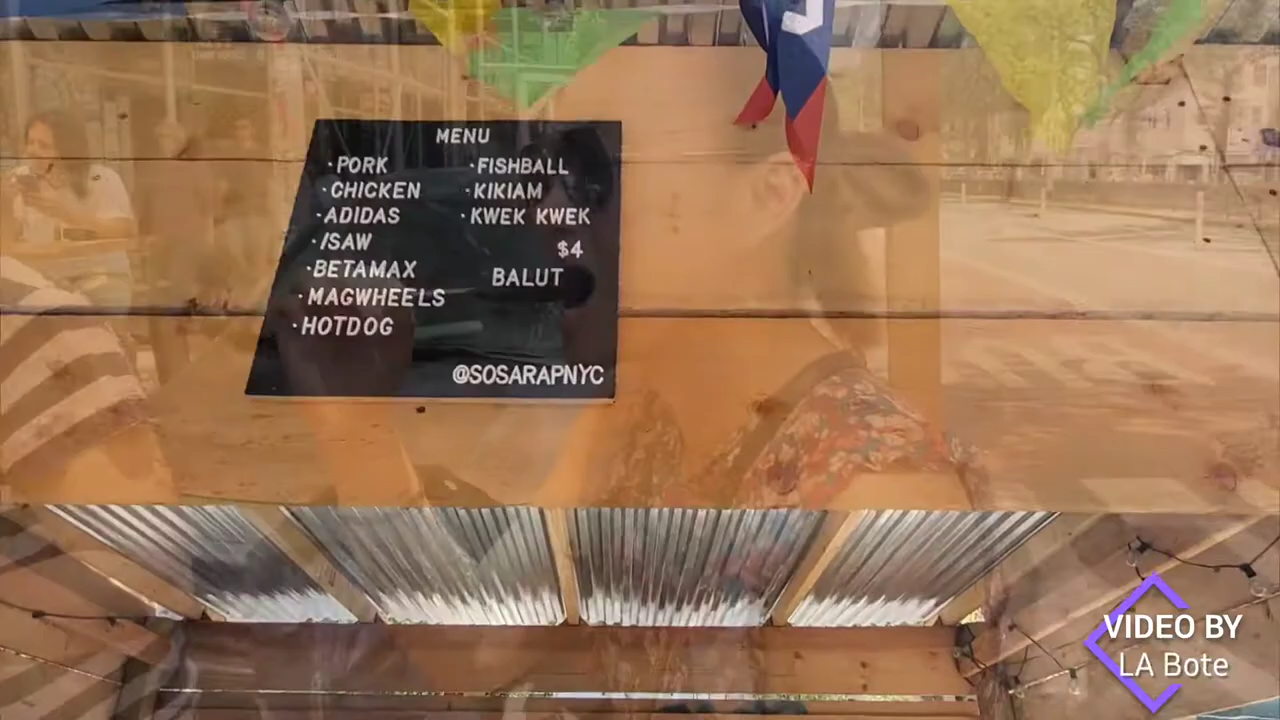 MENU
·PORK
·CHICKEN
·ADIDAS
·ISAW
·BETAMAX
·MAGWHEELS
·HOTDOG
·FISHBALL
·KIKIAM
·KWEK KWEK
$4
BALUT
@SOSARAPNYC
VIDEO BY
LA Bote